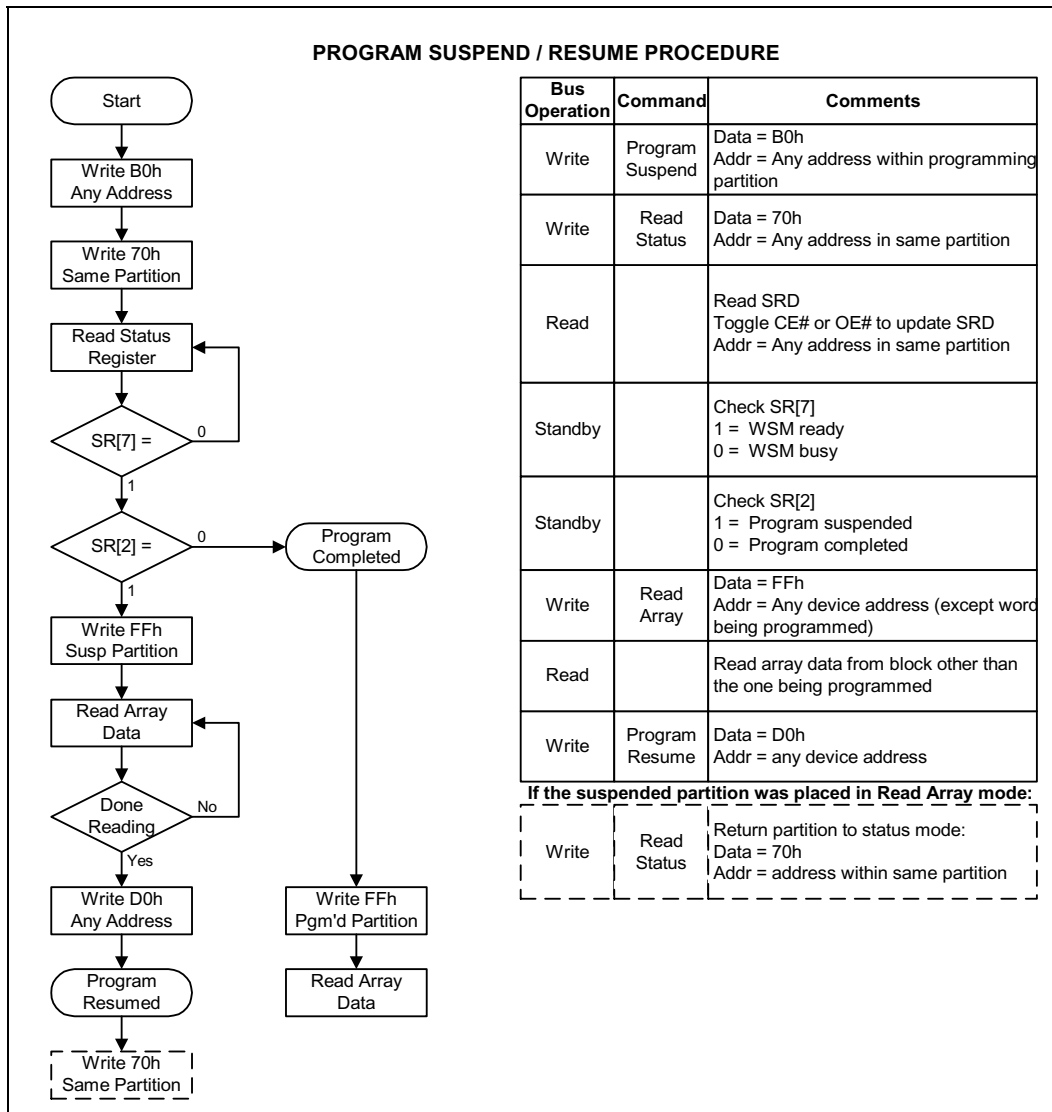 PROGRAM SUSPEND / RESUME PROCEDURE
Start
Write B0h
Any Address
Write 70h
Same Partition
Read Status
Register
SR[7] =
0
1
SR[2] =
0
1
Program
Completed
Write FFh
Susp Partition
Read Array
Data
Done
Reading
No
Yes
Write D0h
Any Address
Write FFh
Pgm'd Partition
Program
Resumed
Read Array
Data
Write 70h
Same Partition
Bus
Operation
Command
Comments
Write
Program
Suspend
Data = B0h
Addr = Any address within programming
partition
Write
Read
Status
Data = 70h
Addr = Any address in same partition
Read
Read SRD
Toggle CE# or OE# to update SRD
Addr = Any address in same partition
Standby
Check SR[7]
1 = WSM ready
0 = WSM busy
Standby
Check SR[2]
1 = Program suspended
0 = Program completed
Write
Read
Array
Data = FFh
Addr = Any device address (except word
being programmed)
Read
Read array data from block other than
the one being programmed
Write
Program
Resume
Data = D0h
Addr = any device address
If the suspended partition was placed in Read Array mode:
Write
Read
Status
Return partition to status mode:
Data = 70h
Addr = address within same partition